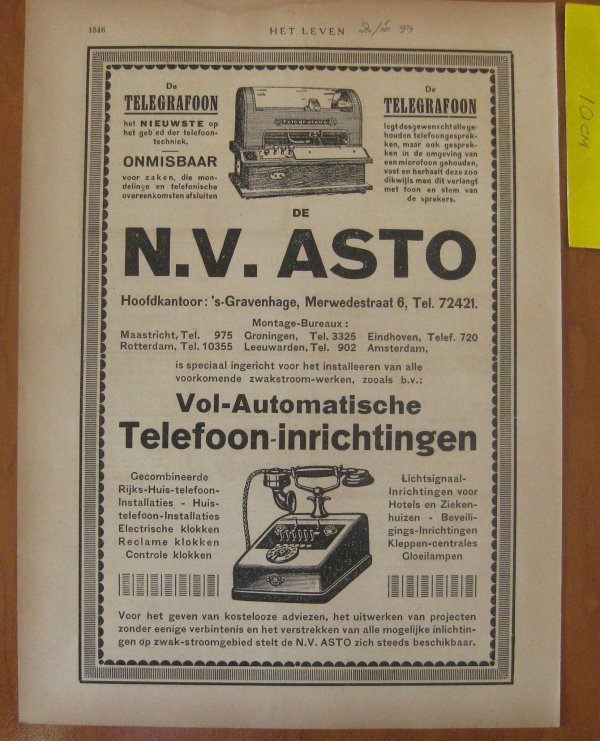 1546
HET LEVEN
1929
De
TELEGRAFOON
het NIEUWSTE op
het gebied der telefoon-
techniek.
ONMISBAAR
voor zaken, die mon-
delinge en telefonische
overeenkomsten afsluiten
Telegrafoon
De
TELEGRAFOON
legt desgewenscht alle ge-
houden telefoongesprek-
ken, maar ook gesprek-
ken in de omgeving van
een microfoon gehouden,
vast en herhaalt deze zoo
dikwijls men dit verlangt
met toon en stem van
de sprekers.
DE
N.V. ASTO
Hoofdkantoor: 's-Gravenhage, Merwedestraat 6, Tel. 72421.
Montage-Bureaux:
Maastricht, Tel. 975 Groningen, Tel. 3325 Eindhoven, Telef. 720
Rotterdam, Tel. 10355 Leeuwarden, Tel. 902 Amsterdam,
is speciaal ingericht voor het installeeren van alle
voorkomende zwakstroom-werken, zooals b.v.:
Vol-Automatische
Telefoon-inrichtingen
Gecombineerde
Rijks-Huis-telefoon-
Installaties - Huis-
telefoon-Installaties
Electrische klokken
Reclame klokken
Controle klokken
Lichtsignaal-
Inrichtingen voor
Hotels en Zieken-
huizen - Beveili-
gings-Inrichtingen
Kleppen-centrales
Gloeilampen
Voor het geven van kostelooze adviezen, het uitwerken van projecten
zonder eenige verbintenis en het verstrekken van alle mogelijke inlichtin-
gen op zwak-stroomgebied stelt de N.V. ASTO zich steeds beschikbaar.
10cm